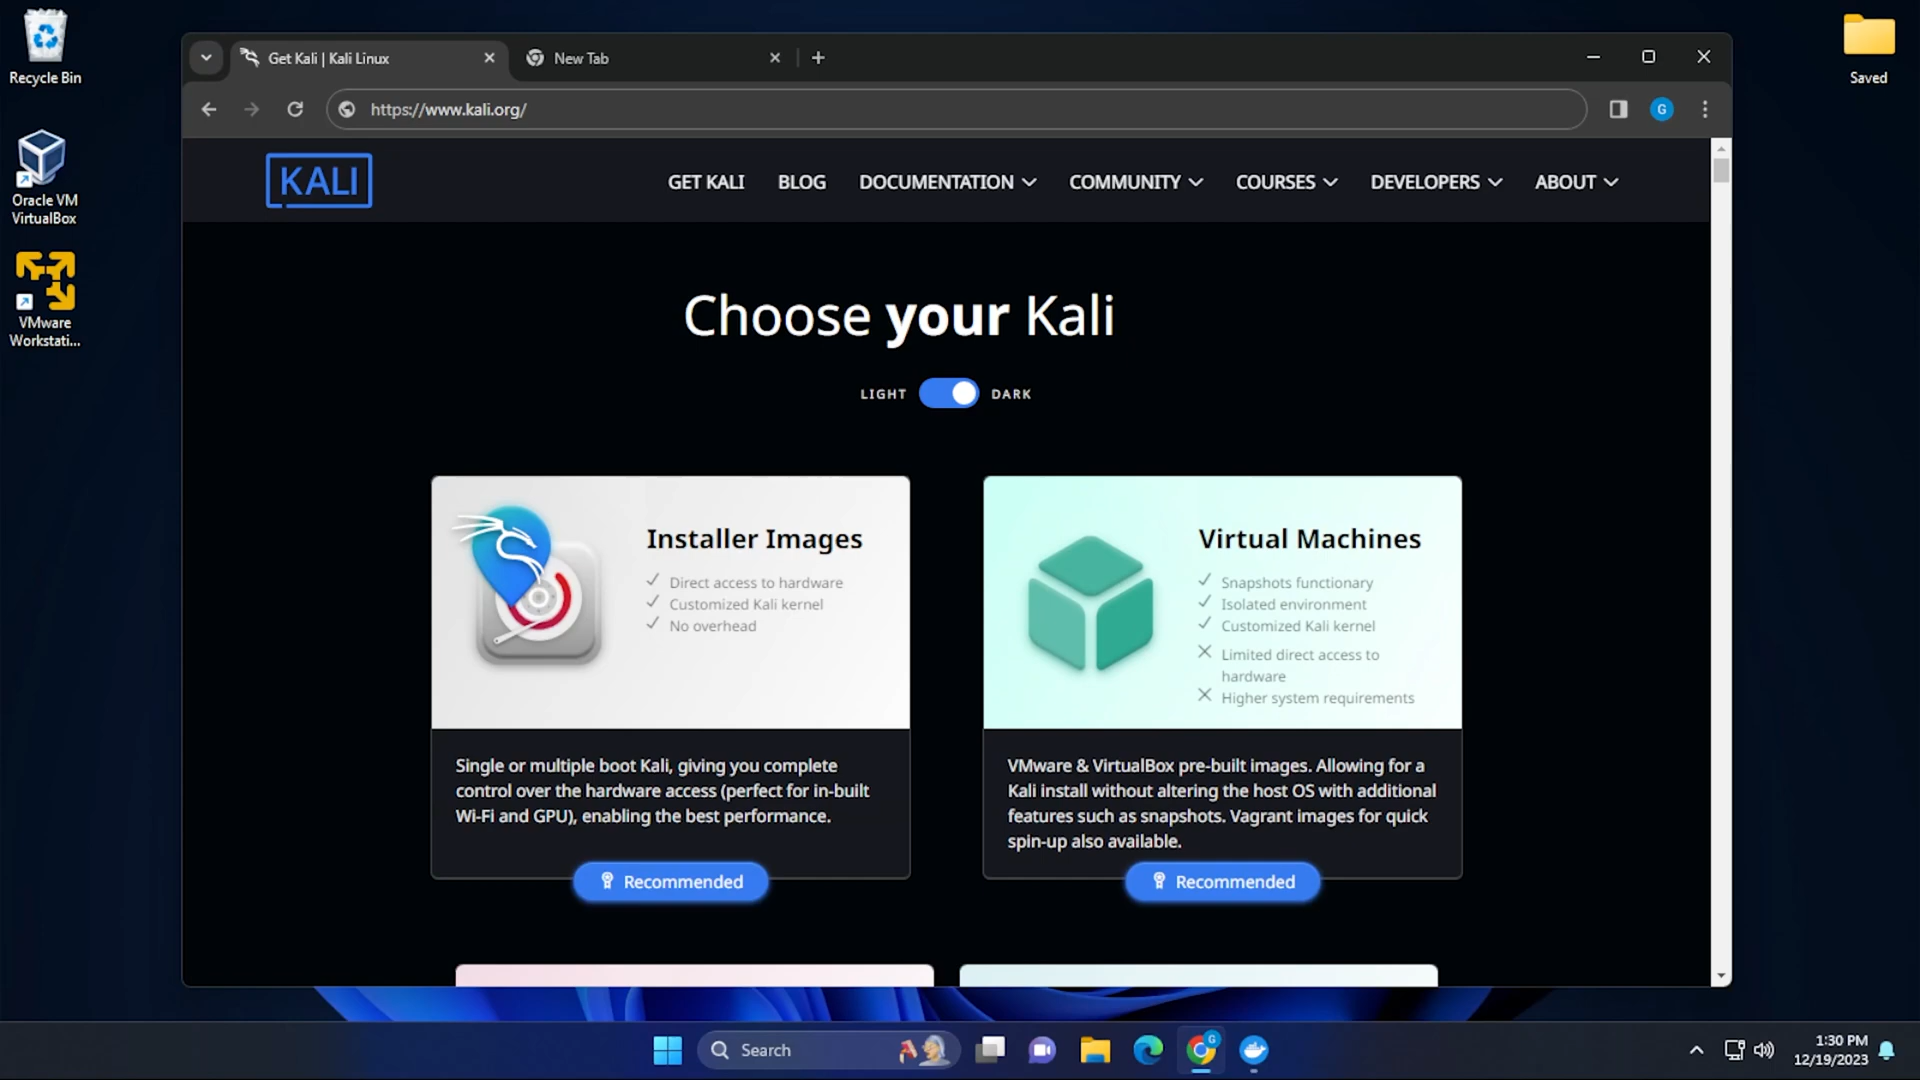 Recycle Bin
Oracle VM
VirtualBox
VMware
Workstati...
Saved
Get Kali | Kali Linux
New Tab
https://www.kali.org/
G
KALI
GET KALI
BLOG
DOCUMENTATION
COMMUNITY
COURSES
DEVELOPERS
ABOUT
Choose your Kali
LIGHT
DARK
Installer Images
Direct access to hardware
Customized Kali kernel
No overhead
Single or multiple boot Kali, giving you complete
control over the hardware access (perfect for in-built
Wi-Fi and GPU), enabling the best performance.
Recommended
Virtual Machines
Snapshots functionary
Isolated environment
Customized Kali kernel
Limited direct access to
hardware
Higher system requirements
VMware & VirtualBox pre-built images. Allowing for a
Kali install without altering the host OS with additional
features such as snapshots. Vagrant images for quick
spin-up also available.
Recommended
Search
G
1:30 PM
12/19/2023